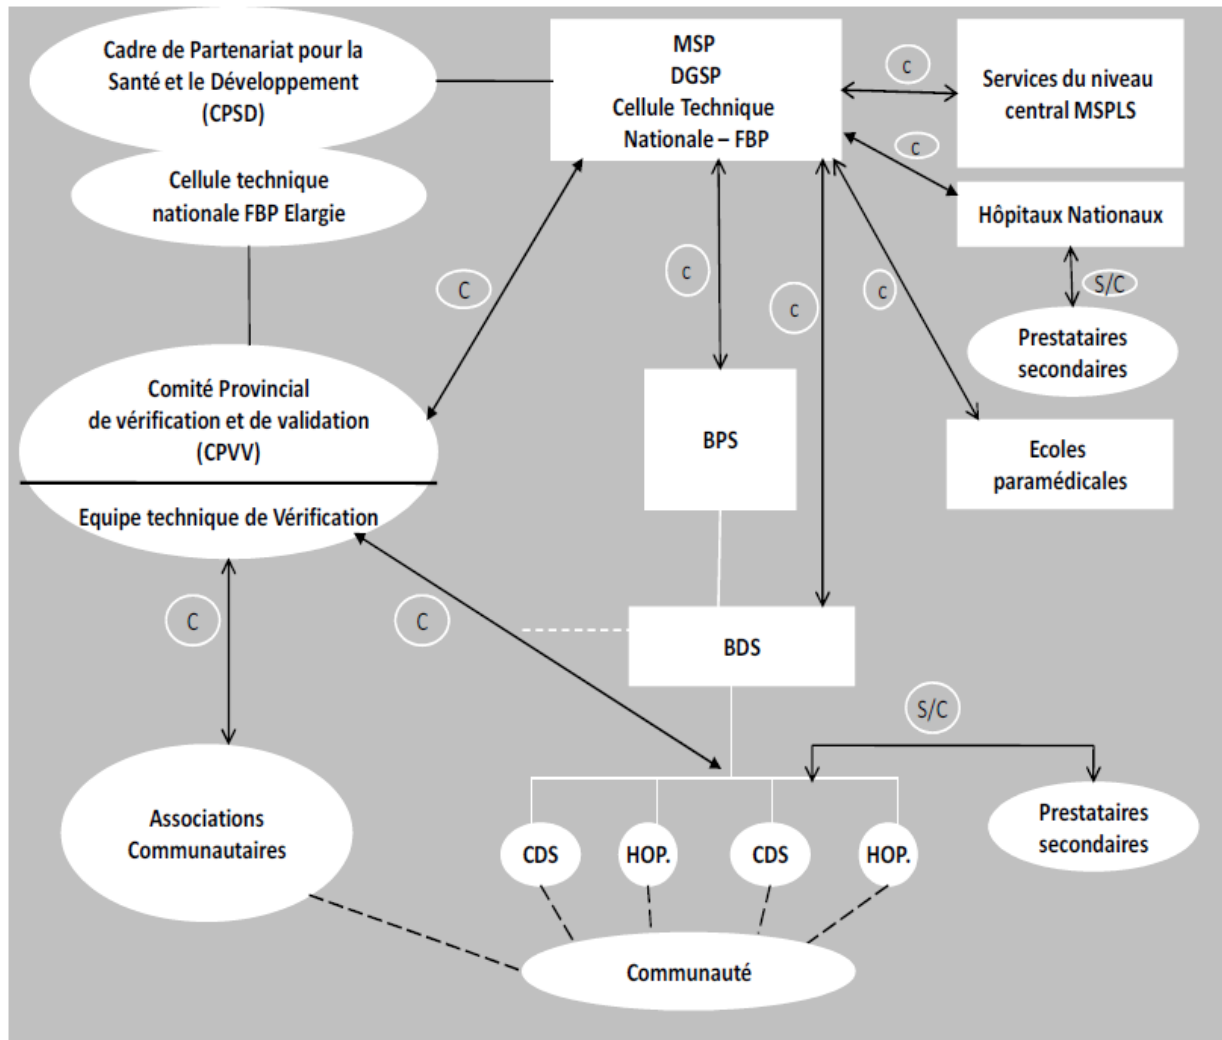 Cadre de Partenariat pour la
Santé et le Développement
(CPSD)
MSP
DGSP
Cellule Technique
Nationale – FBP
c
Services du niveau
central MSPLS
c
Cellule technique
nationale FBP Elargie
Hôpitaux Nationaux
C
c
c
c
S/C
Prestataires
secondaires
Comité Provincial
de vérification et de validation
(CPVV)
BPS
Ecoles
paramédicales
Equipe technique de Vérification
C
C
BDS
S/C
Associations
Communautaires
CDS
HOP.
CDS
HOP.
Prestataires
secondaires
Communauté